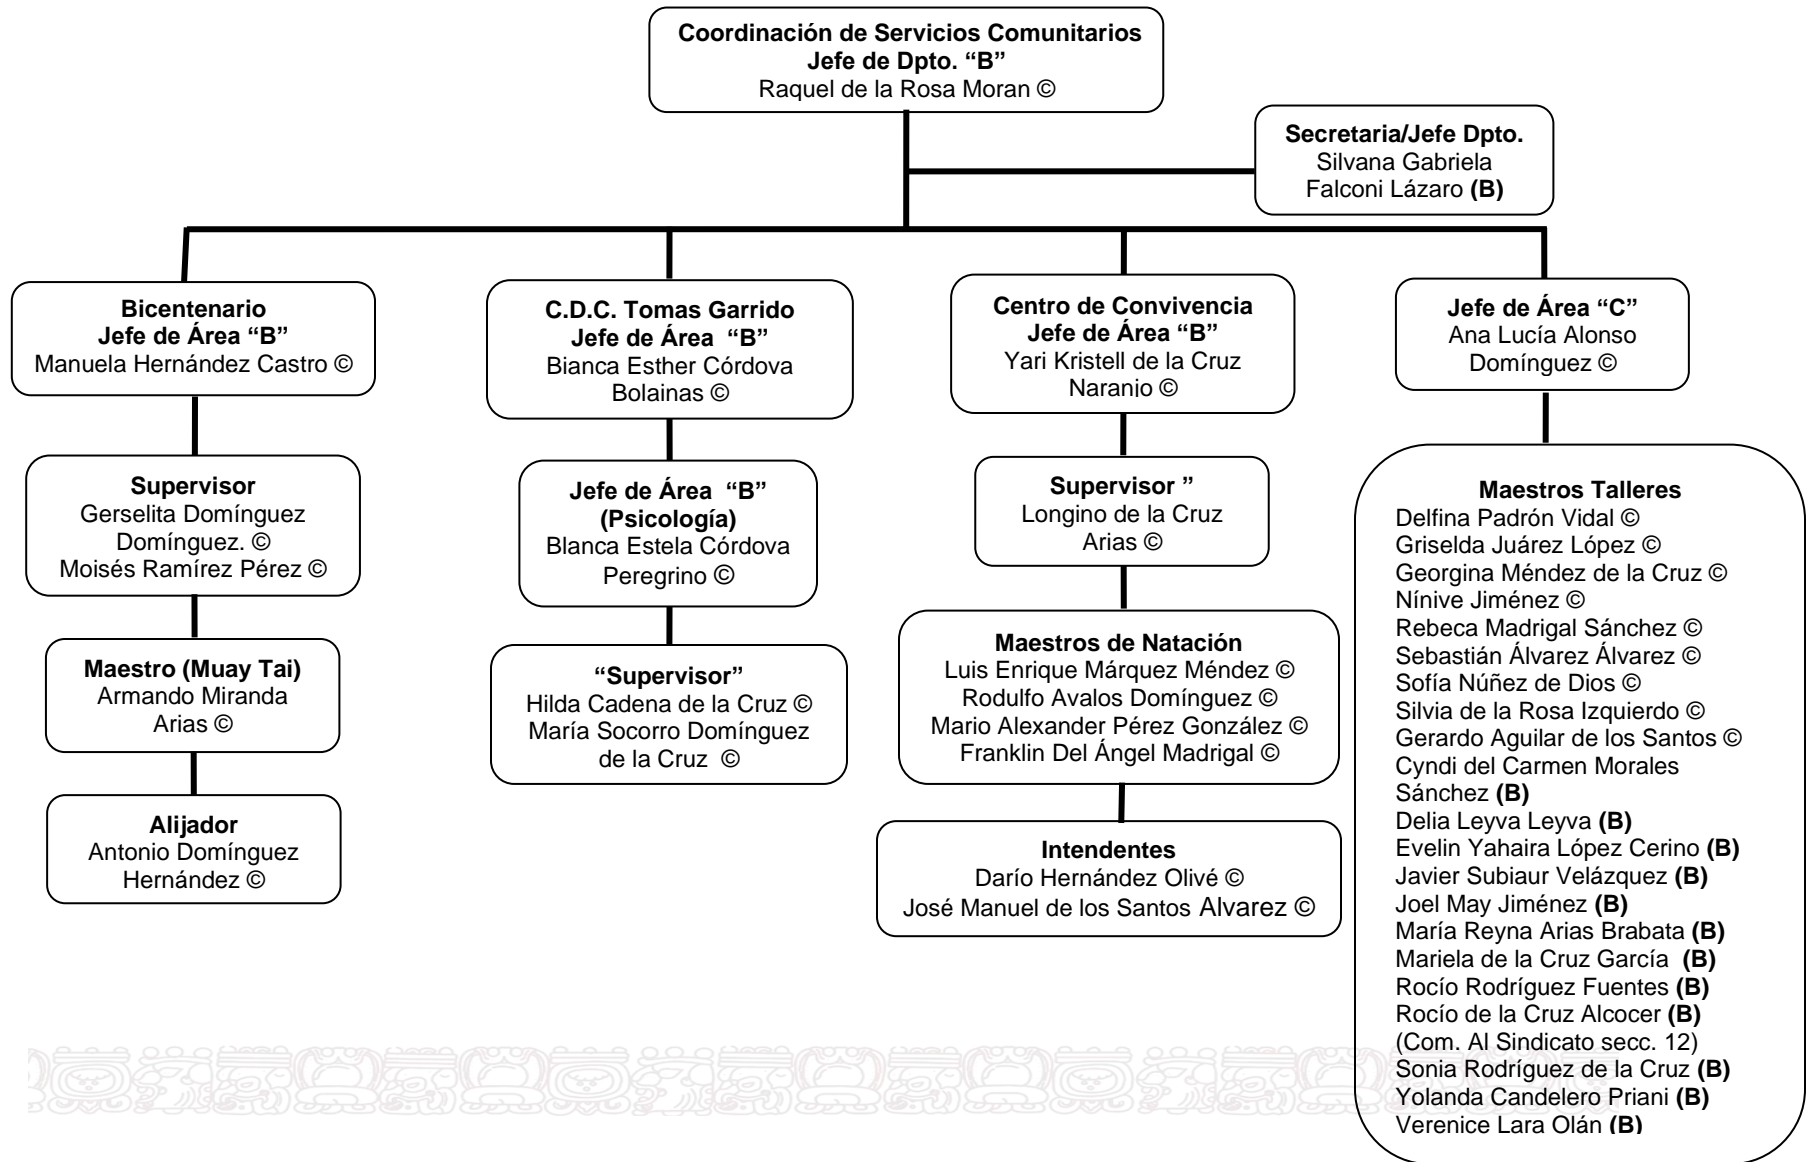 Coordinación de Servicios Comunitarios
Jefe de Dpto. “B”
Raquel de la Rosa Moran ©
Secretaria/Jefe Dpto.
Silvana Gabriela
Falconi Lázaro (B)
Bicentenario
Jefe de Área “B”
Manuela Hernández Castro ©
Supervisor
Gerselita Domínguez
Domínguez. ©
Moisés Ramírez Pérez ©
Maestro (Muay Tai)
Armando Miranda
Arias ©
Alijador
Antonio Domínguez
Hernández ©
C.D.C. Tomas Garrido
Jefe de Área “B”
Bianca Esther Córdova
Bolainas ©
Jefe de Área “B”
(Psicología)
Blanca Estela Córdova
Peregrino ©
“Supervisor”
Hilda Cadena de la Cruz ©
María Socorro Domínguez
de la Cruz ©
Centro de Convivencia
Jefe de Área “B”
Yari Kristell de la Cruz
Naranjo ©
Supervisor ”
Longino de la Cruz
Arias ©
Maestros de Natación
Luis Enrique Márquez Méndez ©
Rodulfo Avalos Domínguez ©
Mario Alexander Pérez González ©
Franklin Del Ángel Madrigal ©
Intendentes
Darío Hernández Olivé ©
José Manuel de los Santos Alvarez ©
Jefe de Área “C”
Ana Lucía Alonso
Domínguez ©
Maestros Talleres
Delfina Padrón Vidal ©
Griselda Juárez López ©
Georgina Méndez de la Cruz ©
Nínive Jiménez ©
Rebeca Madrigal Sánchez ©
Sebastián Álvarez Álvarez ©
Sofía Núñez de Dios ©
Silvia de la Rosa Izquierdo ©
Gerardo Aguilar de los Santos ©
Cyndi del Carmen Morales
Sánchez (B)
Delia Leyva Leyva (B)
Evelin Yahaira López Cerino (B)
Javier Subiaur Velázquez (B)
Joel May Jiménez (B)
María Reyna Arias Brabata (B)
Mariela de la Cruz García (B)
Rocío Rodríguez Fuentes (B)
Rocío de la Cruz Alcocer (B)
(Com. Al Sindicato secc. 12)
Sonia Rodríguez de la Cruz (B)
Yolanda Candelero Priani (B)
Verenice Lara Olán (B)